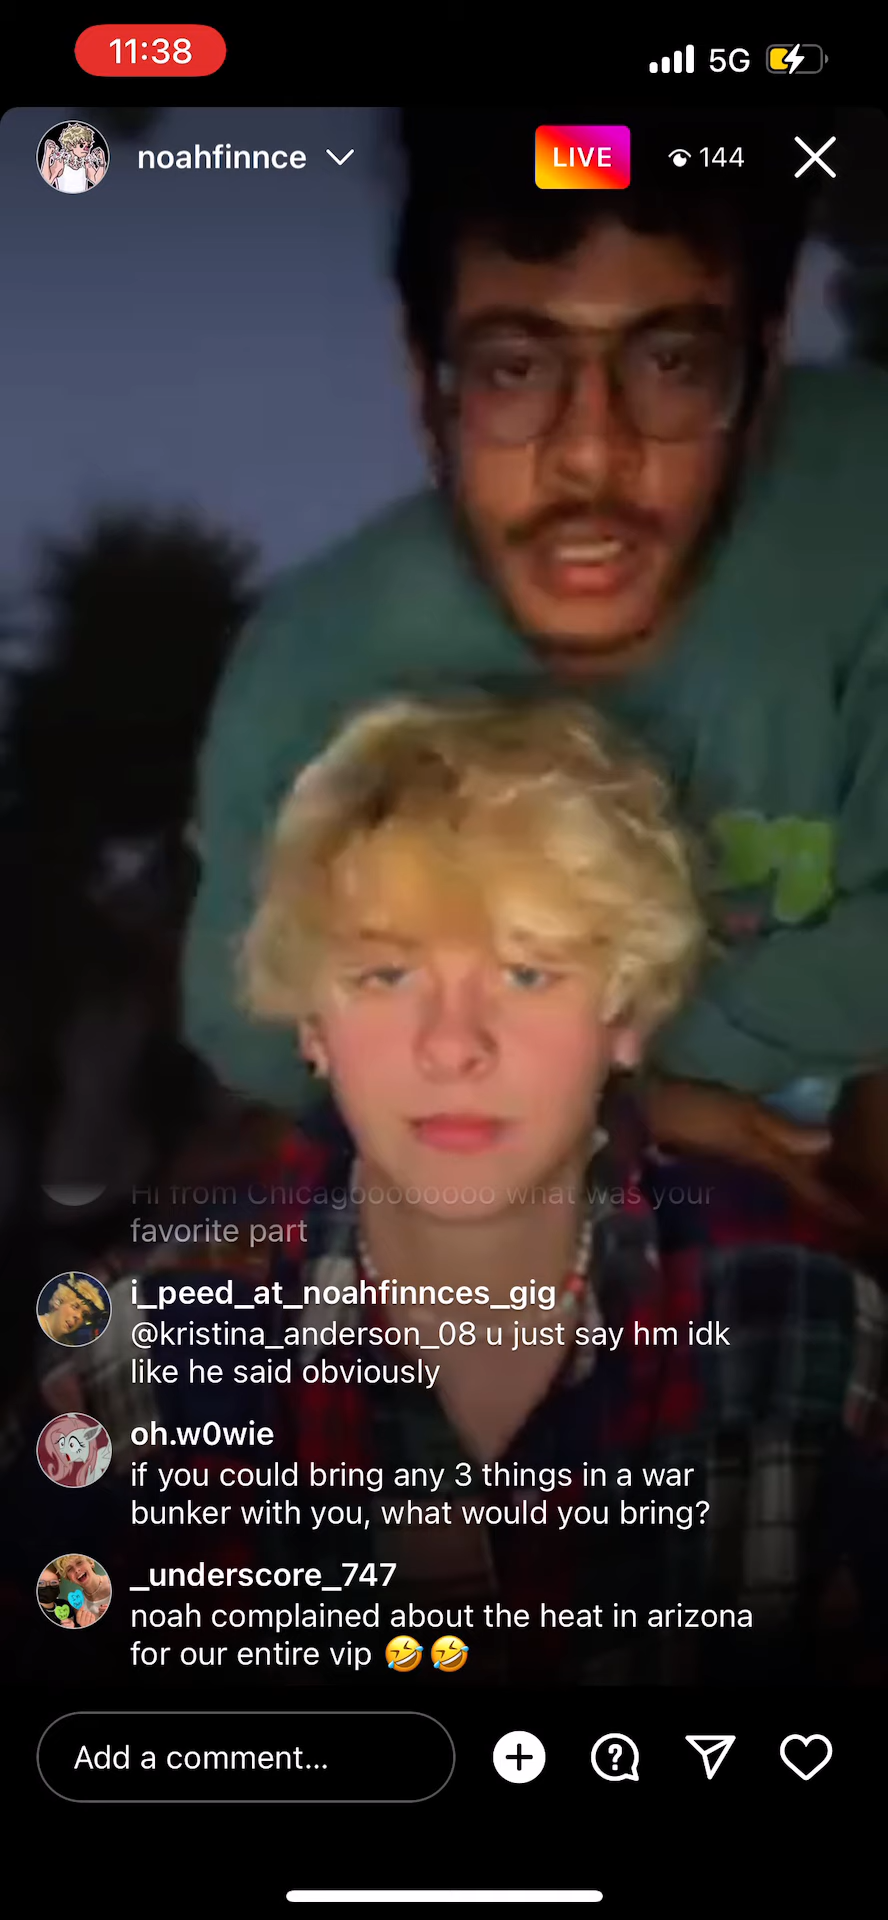 11:38
5G
noahfinnce
LIVE
144
Hi from Chicagooooooo what was your
favorite part
i_peed_at_noahfinnces_gig
@kristina_anderson_08 u just say hm idk
like he said obviously
oh.w0wie
if you could bring any 3 things in a war
bunker with you, what would you bring?
_underscore_747
noah complained about the heat in arizona
for our entire vip 🤣🤣
Add a comment...